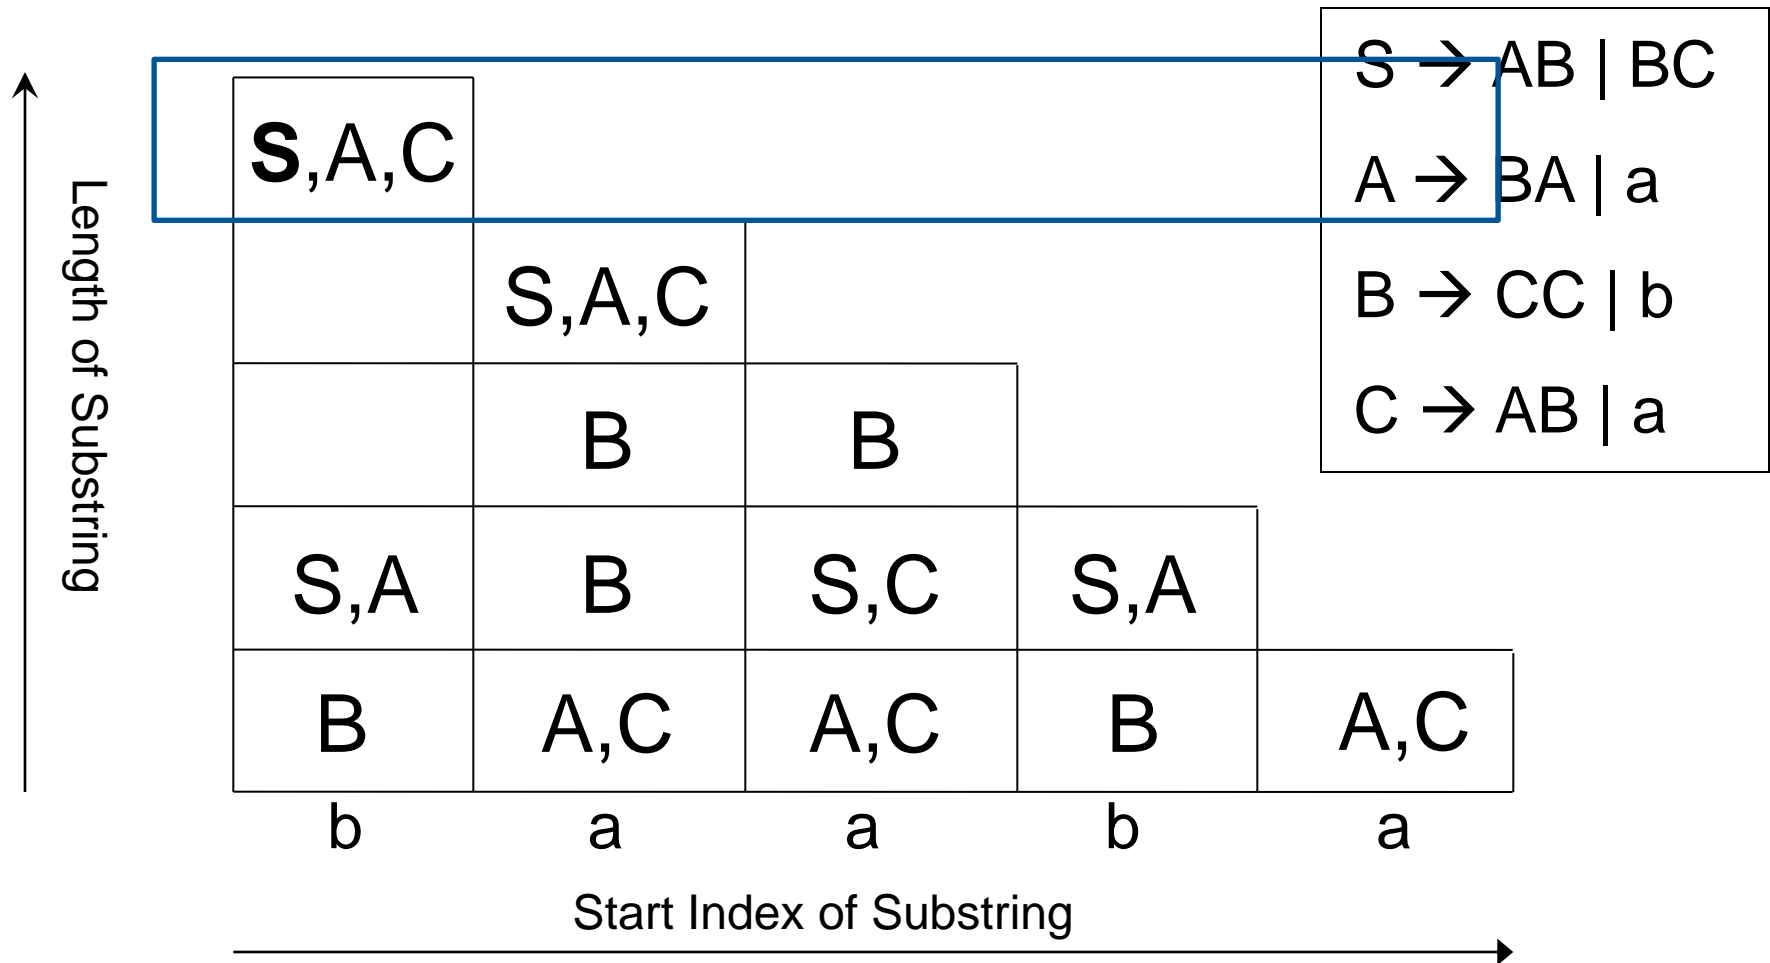 S → AB | BC
A → BA | a
B → CC | b
C → AB | a
Length of Substring
S,A,C
S,A,C
B B
S,A B S,C S,A
B A,C A,C B A,C
b a a b a
Start Index of Substring